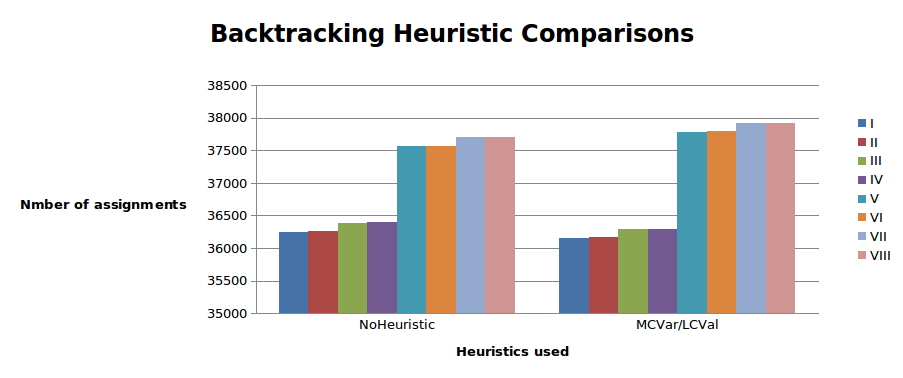 Backtracking Heuristic Comparisons
38500
38000
37500
37000
36500
36000
35500
35000
Nmber of assignments
NoHeuristic
MCVar/LCVal
Heuristics used
I
II
III
IV
V
VI
VII
VIII